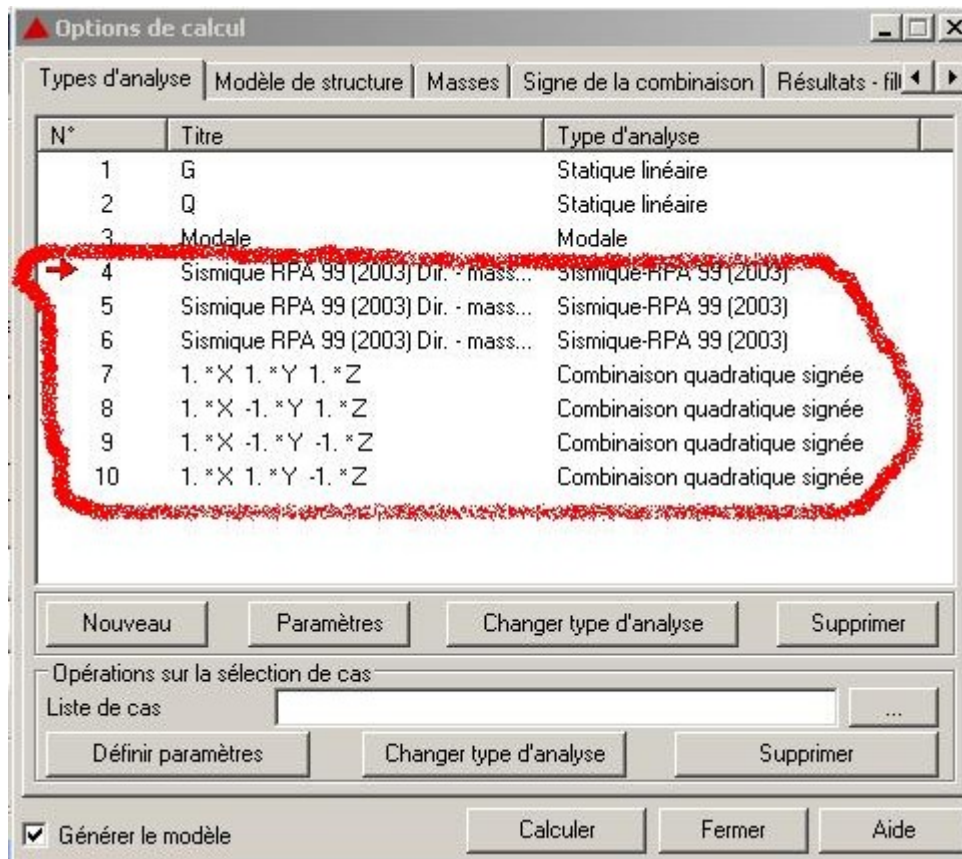 Options de calcul
Types d'analyse Modèle de structure Masses Signe de la combinaison Résultats - fill
N° Titre Type d'analyse
1 G Statique linéaire
2 Q Statique linéaire
3 Modale Modale
4 Sismique RPA 99 (2003) Dir. - mass... Sismique-RPA 99 (2003)
5 Sismique RPA 99 (2003) Dir. - mass... Sismique-RPA 99 (2003)
6 Sismique RPA 99 (2003) Dir. - mass... Sismique-RPA 99 (2003)
7 1. *X 1. *Y 1. *Z Combinaison quadratique signée
8 1. *X -1. *Y 1. *Z Combinaison quadratique signée
9 1. *X -1. *Y -1. *Z Combinaison quadratique signée
10 1. *X 1. *Y -1. *Z Combinaison quadratique signée
Nouveau Paramètres Changer type d'analyse Supprimer
Opérations sur la sélection de cas
Liste de cas ...
Définir paramètres Changer type d'analyse Supprimer
Générer le modèle Calculer Fermer Aide